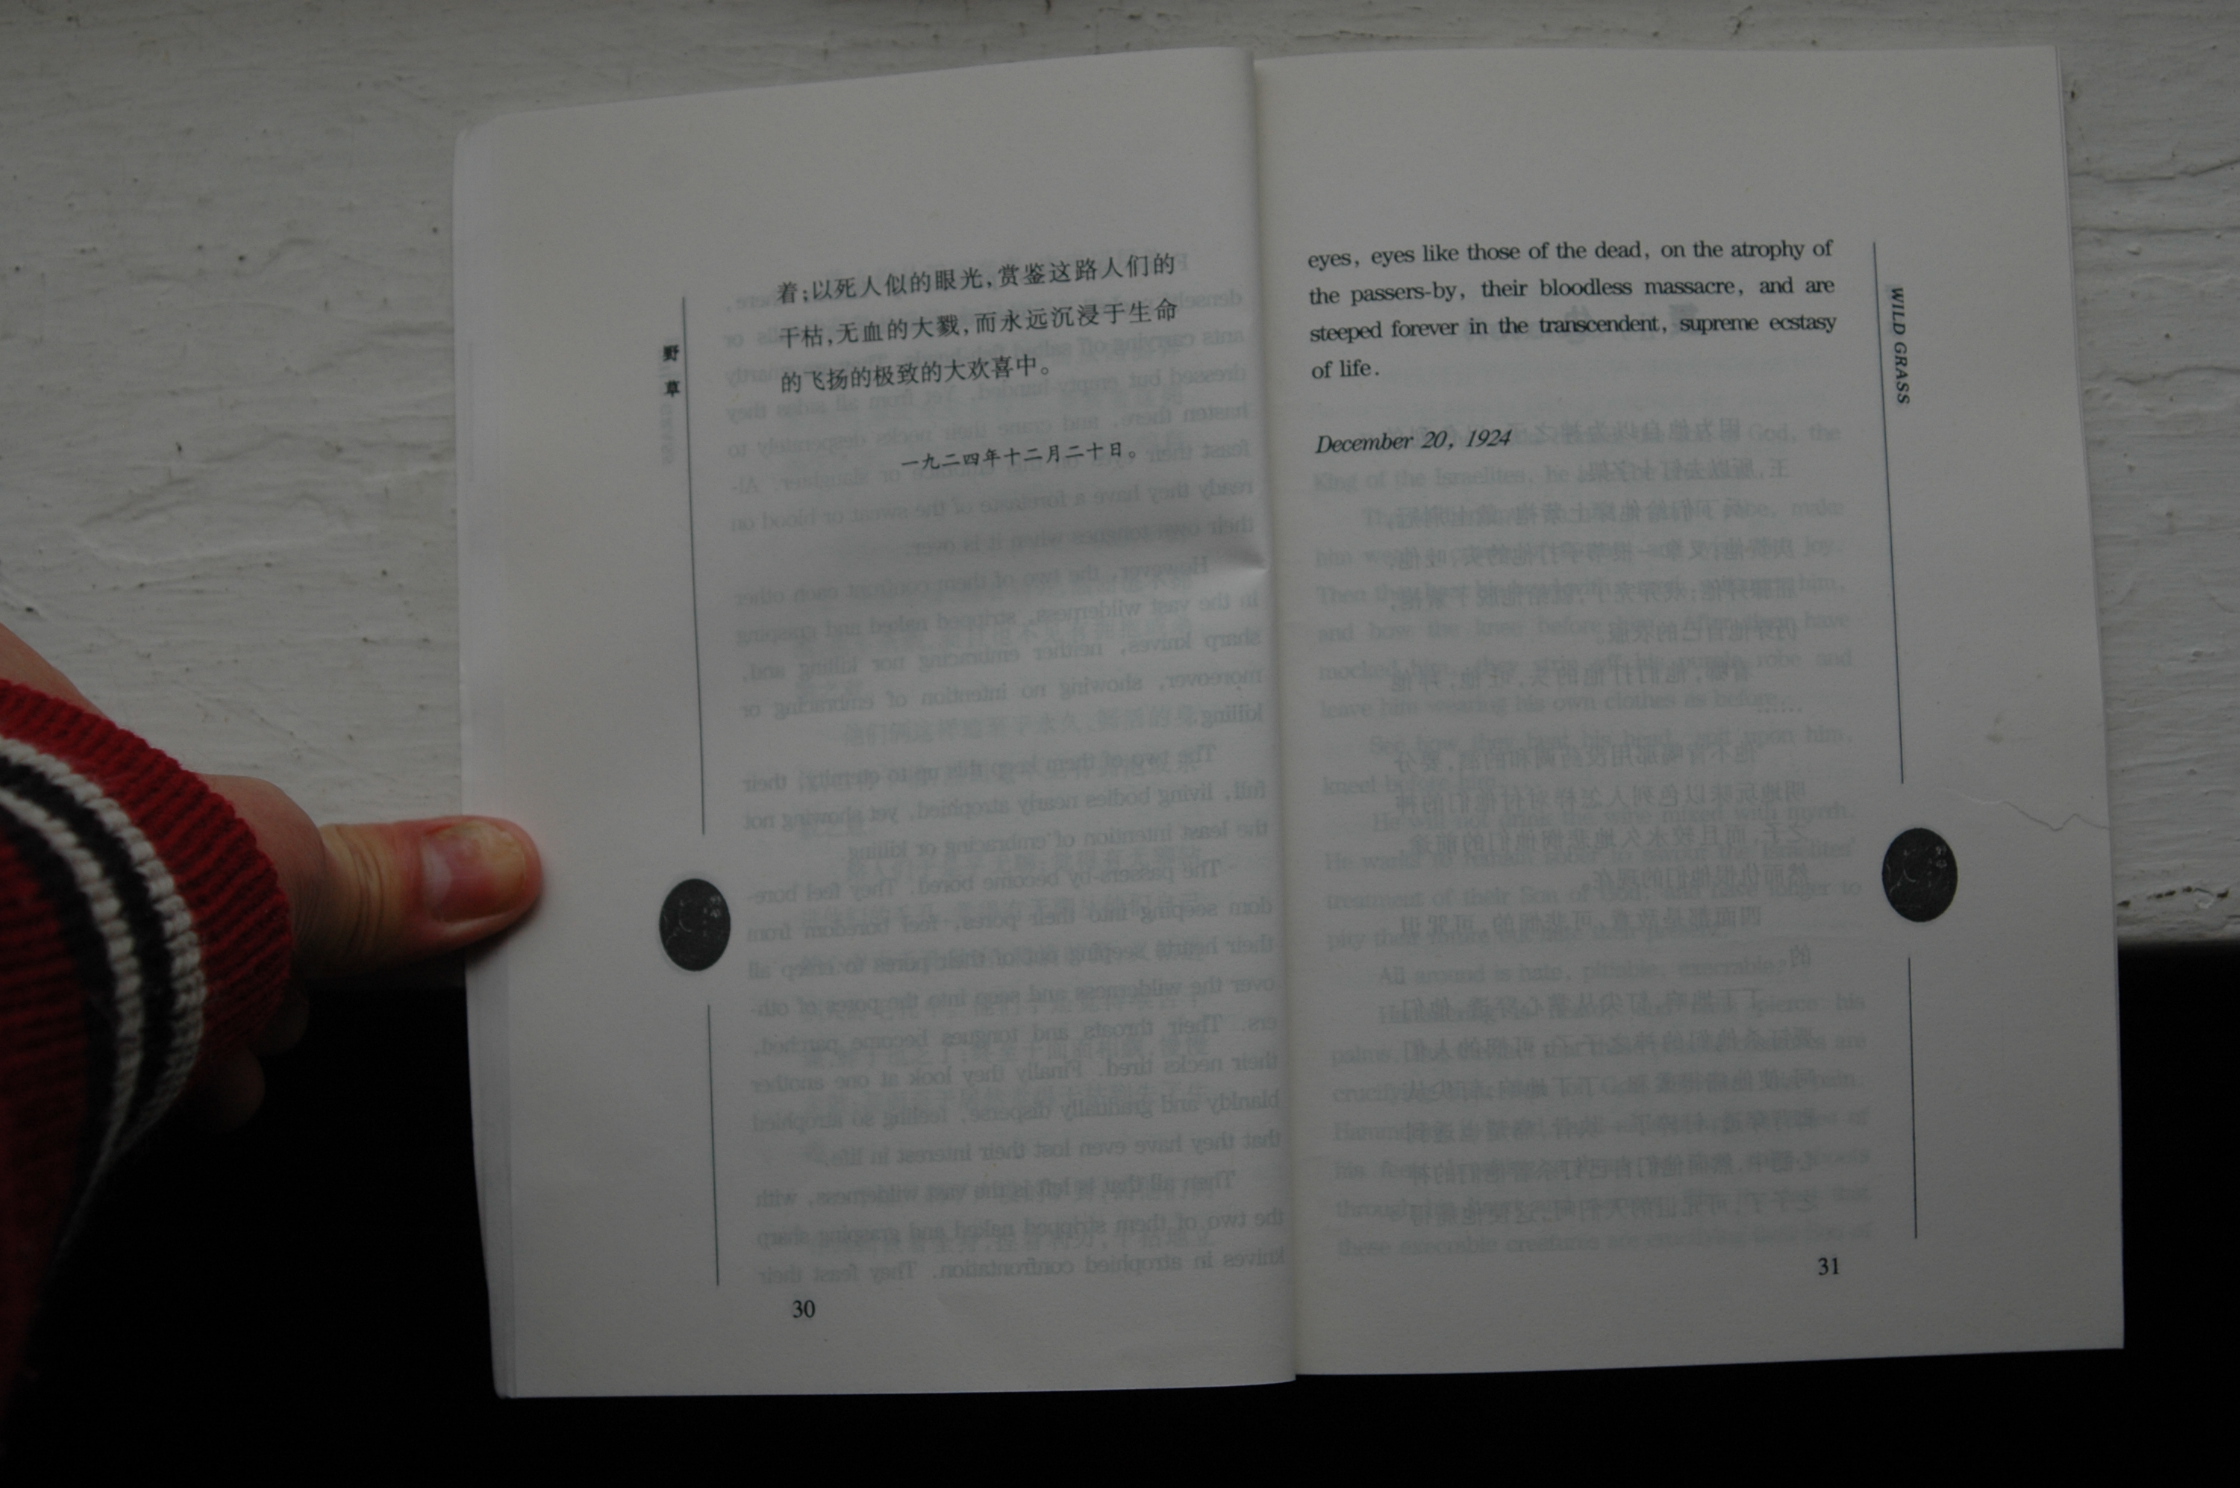 着;以死人似的眼光,赏鉴这路人们的
干枯,无血的大戮,而永远沉浸于生命
的飞扬的极致的大欢喜中。
一九二四年十二月二十日。
野草
30
eyes, eyes like those of the dead, on the atrophy of
the passers-by, their bloodless massacre, and are
steeped forever in the transcendent, supreme ecstasy
of life.
December 20, 1924
WILD GRASS
31